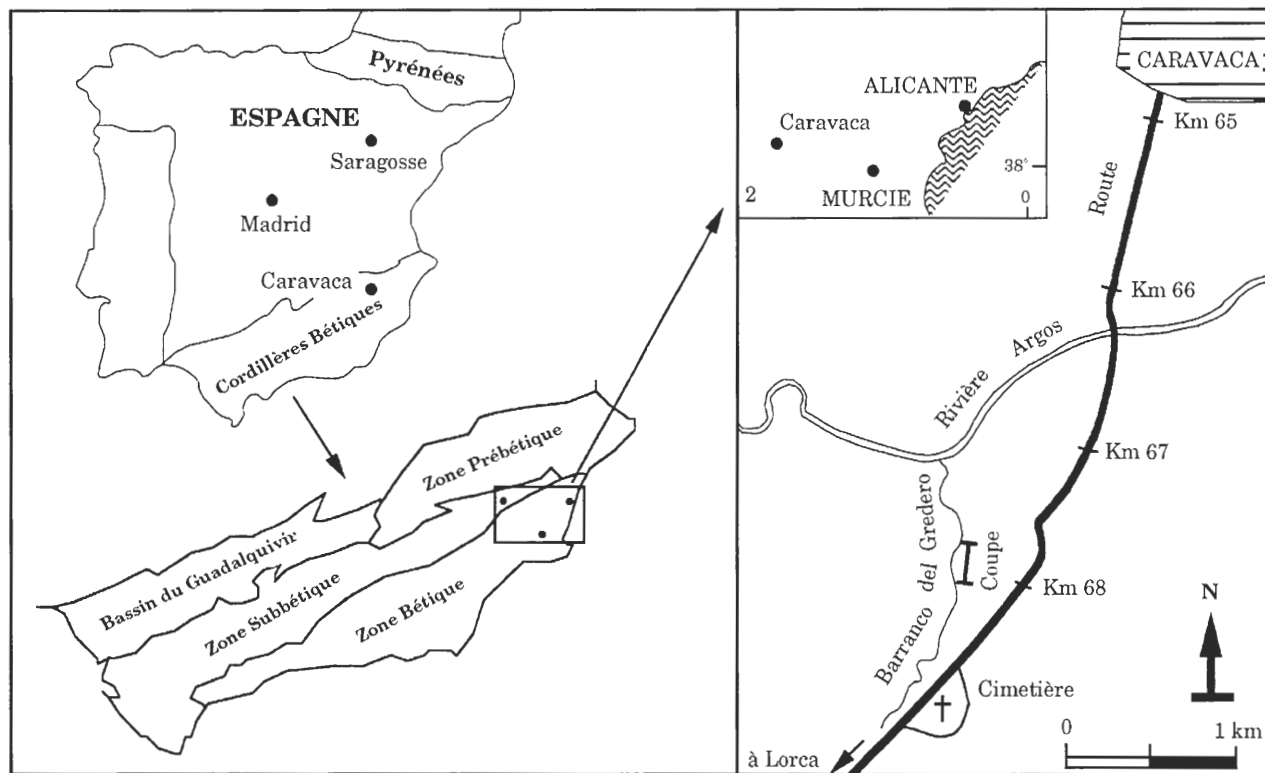 Pyrénées
ESPAGNE
Saragosse
Madrid
Caravaca
Cordillères Bétiques
Zone Prébétique
Bassin du Guadalquivir
Zone Subbétique
Zone Bétique
CARAVACA
ALICANTE
Caravaca
Km 65
38°
2
MURCIE
0
Route
Km 66
Rivière Argos
Km 67
Barranco del Gredero
Coupe
Km 68
N
Cimetière
0 1 km
à Lorca